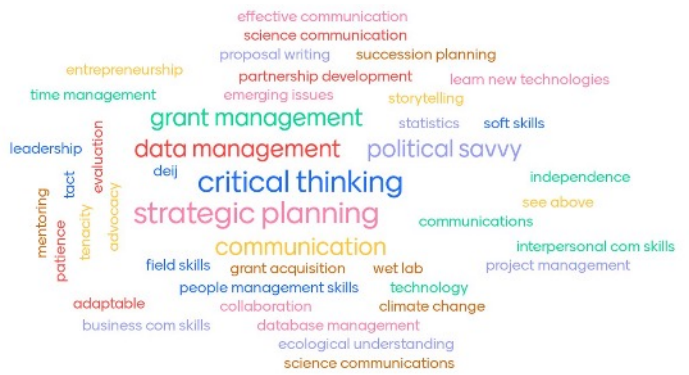 effective communication
science communication
proposal writing succession planning
entrepreneurship partnership development learn new technologies
time management emerging issues storytelling
grant management statistics soft skills
leadership evaluation data management political savvy
tact deij critical thinking independence
mentoring patience tenacity advocacy strategic planning see above
communications
communication interpersonal com skills
field skills grant acquisition wet lab project management
people management skills technology
adaptable collaboration climate change
business com skills database management
ecological understanding
science communications